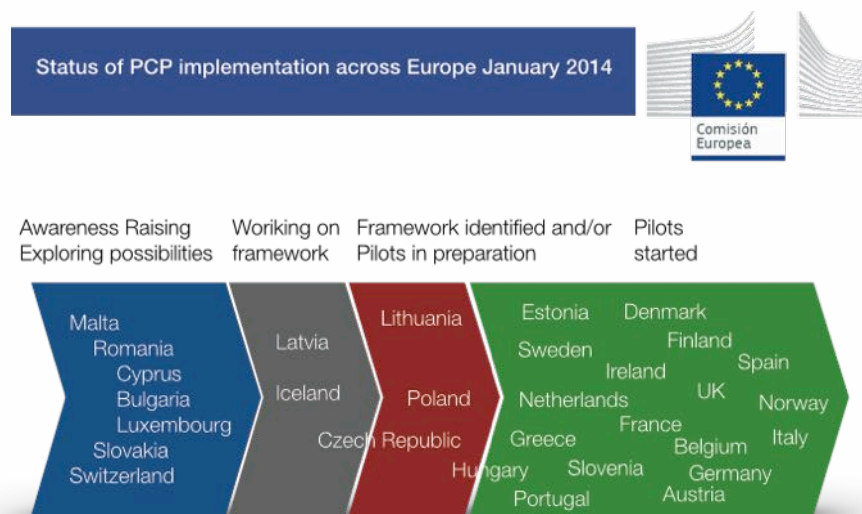 Status of PCP implementation across Europe January 2014
Comisión
Europea
Awareness Raising
Exploring possibilities
Woriking on
framework
Framework identified and/or
Pilots in preparation
Pilots
started
Malta
Romania
Cyprus
Bulgaria
Luxembourg
Slovakia
Switzerland
Latvia
Iceland
Lithuania
Poland
Czech Republic
Hungary
Estonia
Denmark
Sweden
Finland
Ireland
Spain
Netherlands
UK
Norway
France
Greece
Belgium
Italy
Slovenia
Germany
Portugal
Austria